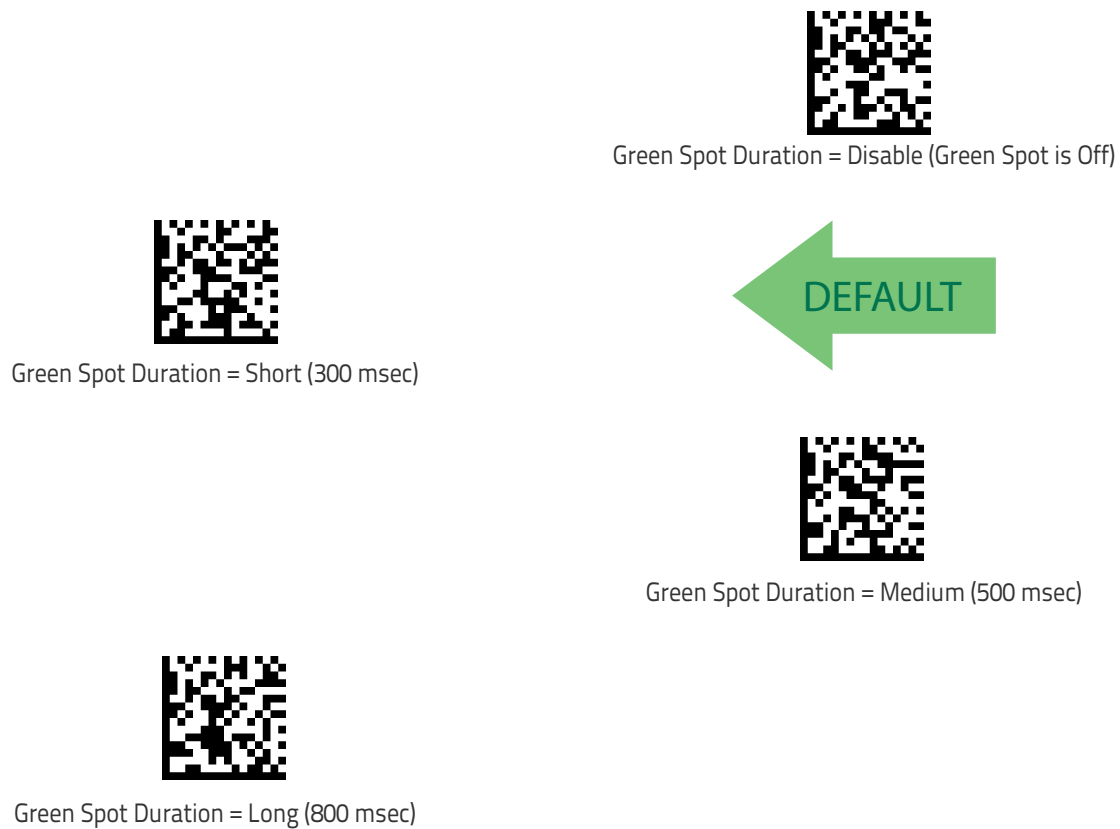 Green Spot Duration = Disable (Green Spot is Off)
DEFAULT
Green Spot Duration = Short (300 msec)
Green Spot Duration = Medium (500 msec)
Green Spot Duration = Long (800 msec)